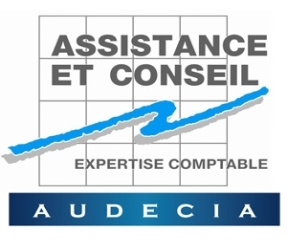 ASSISTANCE
ET CONSEIL
EXPERTISE COMPTABLE
AUDECIA